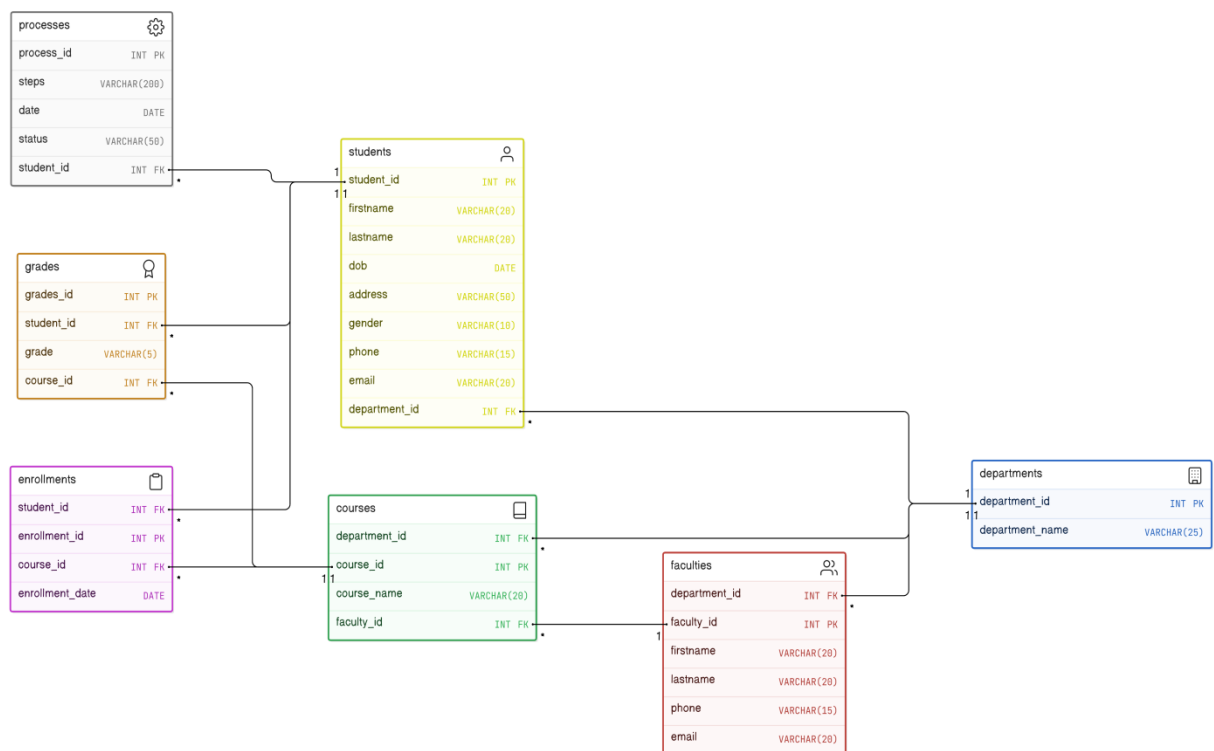 processes
process_id INT PK
steps VARCHAR(200)
date DATE
status VARCHAR(50)
student_id INT FK
*
students
1
student_id INT PK
1 1
firstname VARCHAR(20)
lastname VARCHAR(20)
dob DATE
address VARCHAR(50)
gender VARCHAR(10)
phone VARCHAR(15)
email VARCHAR(20)
department_id INT FK
*
grades
grades_id INT PK
student_id INT FK
*
grade VARCHAR(5)
course_id INT FK
*
enrollments
student_id INT FK
*
enrollment_id INT PK
course_id INT FK
*
enrollment_date DATE
courses
department_id INT FK
*
course_id INT PK
1 1
course_name VARCHAR(20)
faculty_id INT FK
*
faculties
department_id INT FK
*
faculty_id INT PK
1
firstname VARCHAR(20)
lastname VARCHAR(20)
phone VARCHAR(15)
email VARCHAR(20)
departments
1
department_id INT PK
1 1
department_name VARCHAR(25)